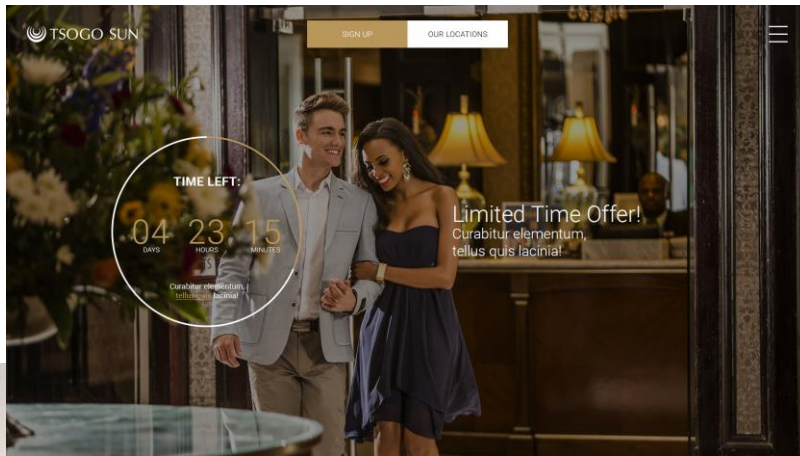 TSOGO SUN
SIGN UP
OUR LOCATIONS
TIME LEFT:
04 23 15
DAYS HOURS MINUTES
Curabitur elementum,
tellus quis lacinia!
Limited Time Offer!
Curabitur elementum,
tellus quis lacinia!